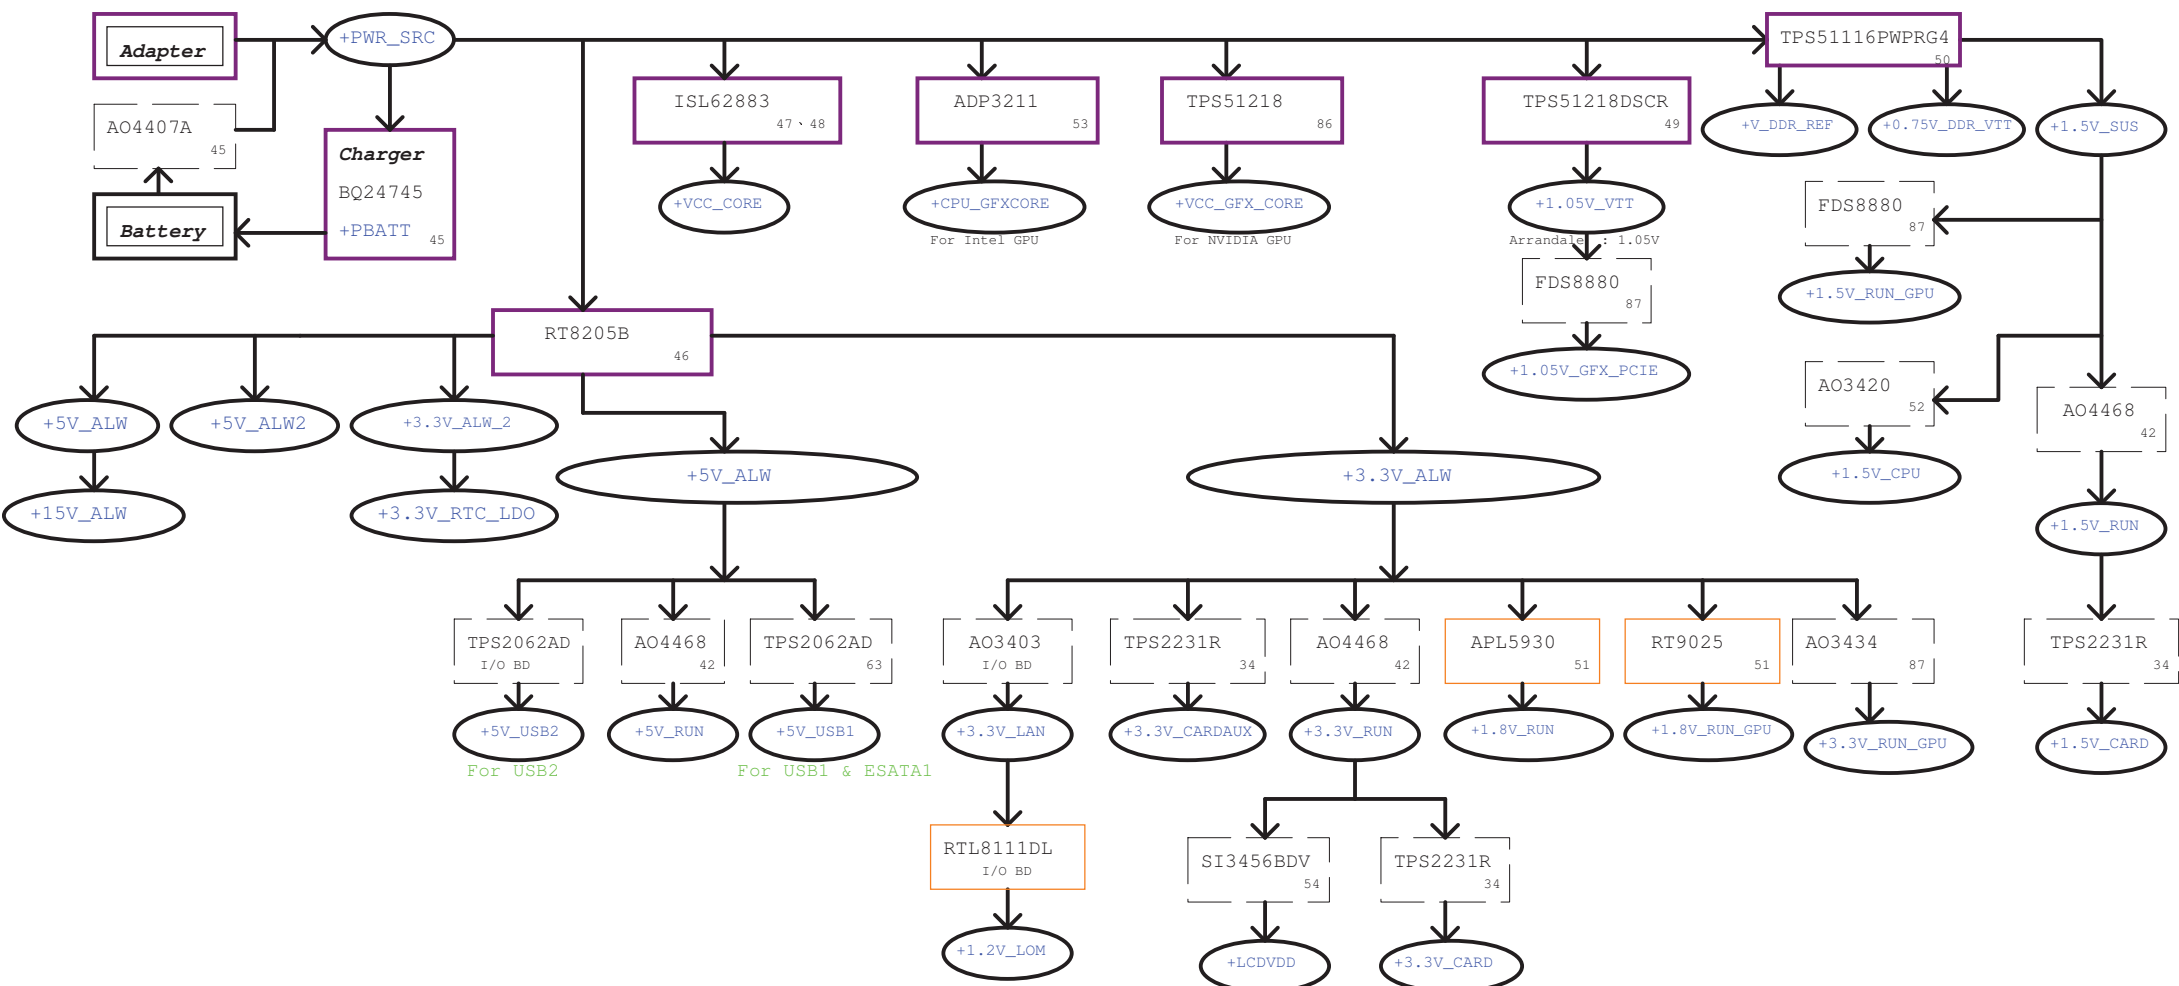 Adapter
+PWR_SRC
TPS51116PWPRG4
50
AO4407A
45
Charger
BQ24745
+PBATT
45
Battery
ISL62883
47、48
ADP3211
53
TPS51218
86
TPS51218DSCR
49
+V_DDR_REF
+0.75V_DDR_VTT
+1.5V_SUS
+VCC_CORE
+CPU_GFXCORE
For Intel GPU
+VCC_GFX_CORE
For NVIDIA GPU
+1.05V_VTT
Arrandale : 1.05V
FDS8880
87
+1.05V_GFX_PCIE
FDS8880
87
+1.5V_RUN_GPU
RT8205B
46
AO3420
52
+1.5V_CPU
AO4468
42
+1.5V_RUN
+5V_ALW
+5V_ALW2
+3.3V_ALW_2
+15V_ALW
+3.3V_RTC_LDO
+5V_ALW
+3.3V_ALW
TPS2062AD
I/O BD
AO4468
42
TPS2062AD
63
AO3403
I/O BD
TPS2231R
34
AO4468
42
APL5930
51
RT9025
51
AO3434
87
TPS2231R
34
+5V_USB2
For USB2
+5V_RUN
+5V_USB1
For USB1 & ESATA1
+3.3V_LAN
+3.3V_CARDAUX
+3.3V_RUN
+1.8V_RUN
+1.8V_RUN_GPU
+3.3V_RUN_GPU
+1.5V_CARD
RTL8111DL
I/O BD
SI3456BDV
54
TPS2231R
34
+1.2V_LOM
+LCDVDD
+3.3V_CARD